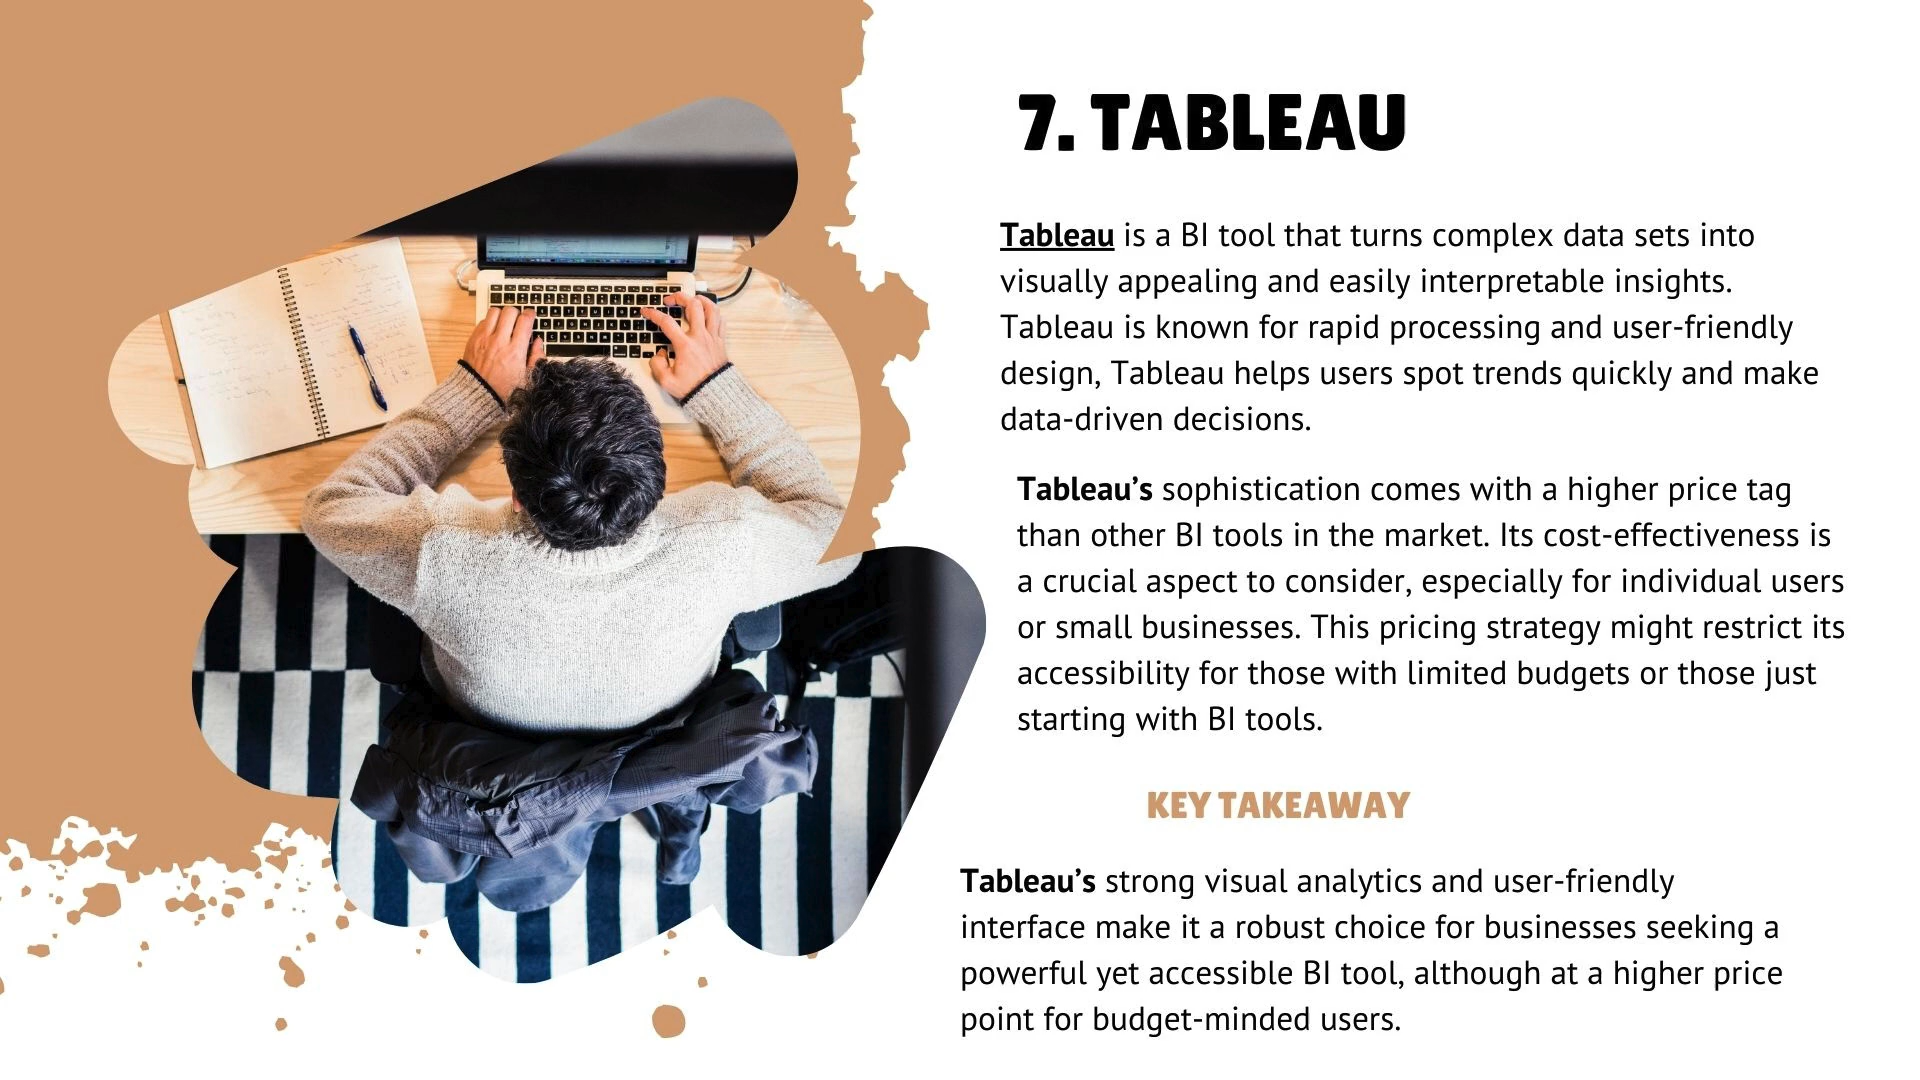 7. TABLEAU
Tableau is a BI tool that turns complex data sets into
visually appealing and easily interpretable insights.
Tableau is known for rapid processing and user-friendly
design, Tableau helps users spot trends quickly and make
data-driven decisions.
Tableau’s sophistication comes with a higher price tag
than other BI tools in the market. Its cost-effectiveness is
a crucial aspect to consider, especially for individual users
or small businesses. This pricing strategy might restrict its
accessibility for those with limited budgets or those just
starting with BI tools.
KEY TAKEAWAY
Tableau’s strong visual analytics and user-friendly
interface make it a robust choice for businesses seeking a
powerful yet accessible BI tool, although at a higher price
point for budget-minded users.